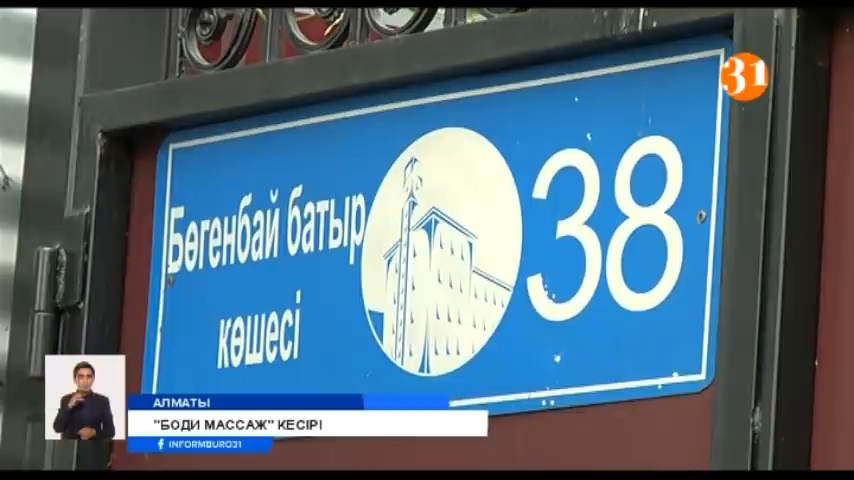 31
Бөгенбай батыр
көшесі
38
АЛМАТЫ
"БОДИ МАССАЖ" КЕСІРІ
INFORMBURO31